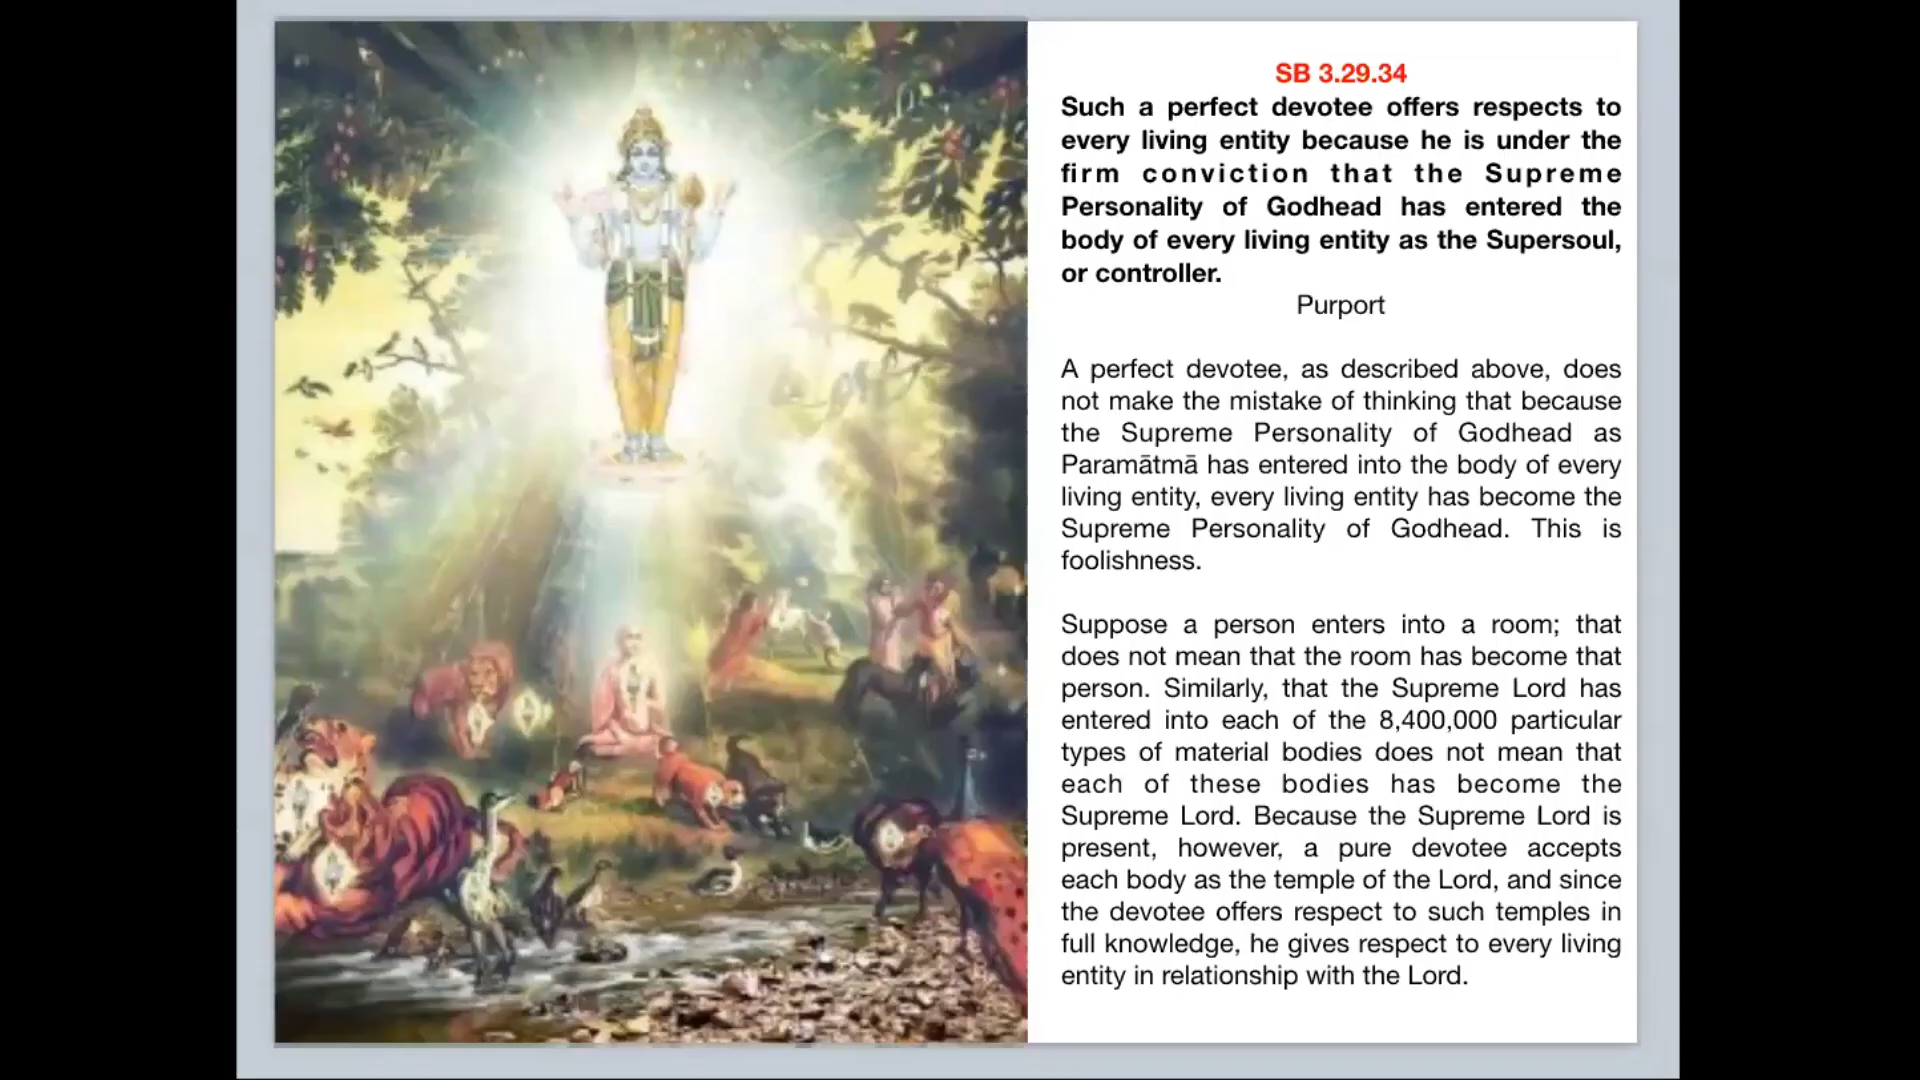 SB 3.29.34
Such a perfect devotee offers respects to
every living entity because he is under the
firm conviction that the Supreme
Personality of Godhead has entered the
body of every living entity as the Supersoul,
or controller.
Purport
A perfect devotee, as described above, does
not make the mistake of thinking that because
the Supreme Personality of Godhead as
Paramātmā has entered into the body of every
living entity, every living entity has become the
Supreme Personality of Godhead. This is
foolishness.
Suppose a person enters into a room; that
does not mean that the room has become that
person. Similarly, that the Supreme Lord has
entered into each of the 8,400,000 particular
types of material bodies does not mean that
each of these bodies has become the
Supreme Lord. Because the Supreme Lord is
present, however, a pure devotee accepts
each body as the temple of the Lord, and since
the devotee offers respect to such temples in
full knowledge, he gives respect to every living
entity in relationship with the Lord.